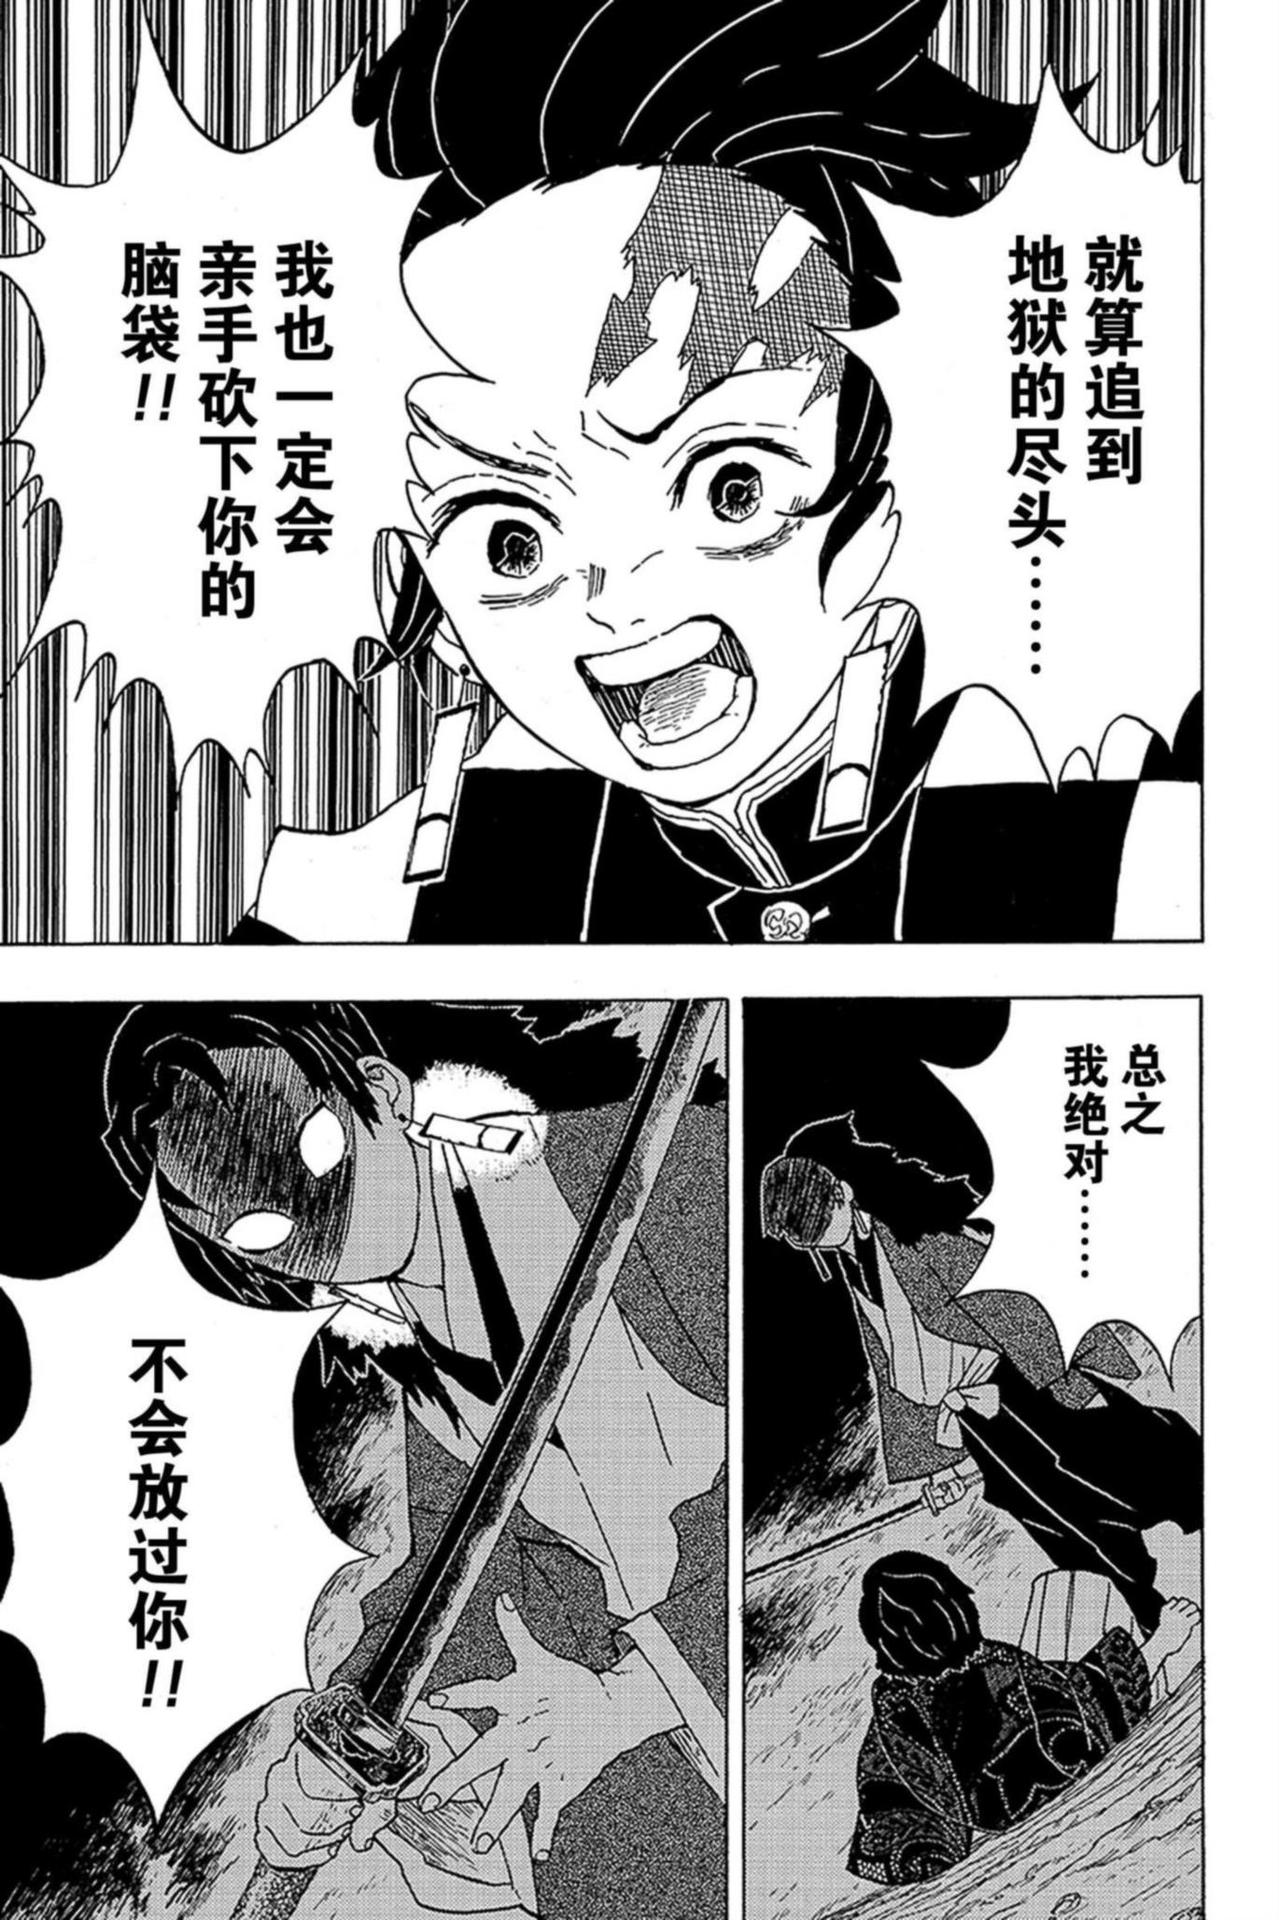 就算追到
地狱的尽头……
我也一定会
亲手砍下你的
脑袋!!
总之
我绝对……
不会放过你!!